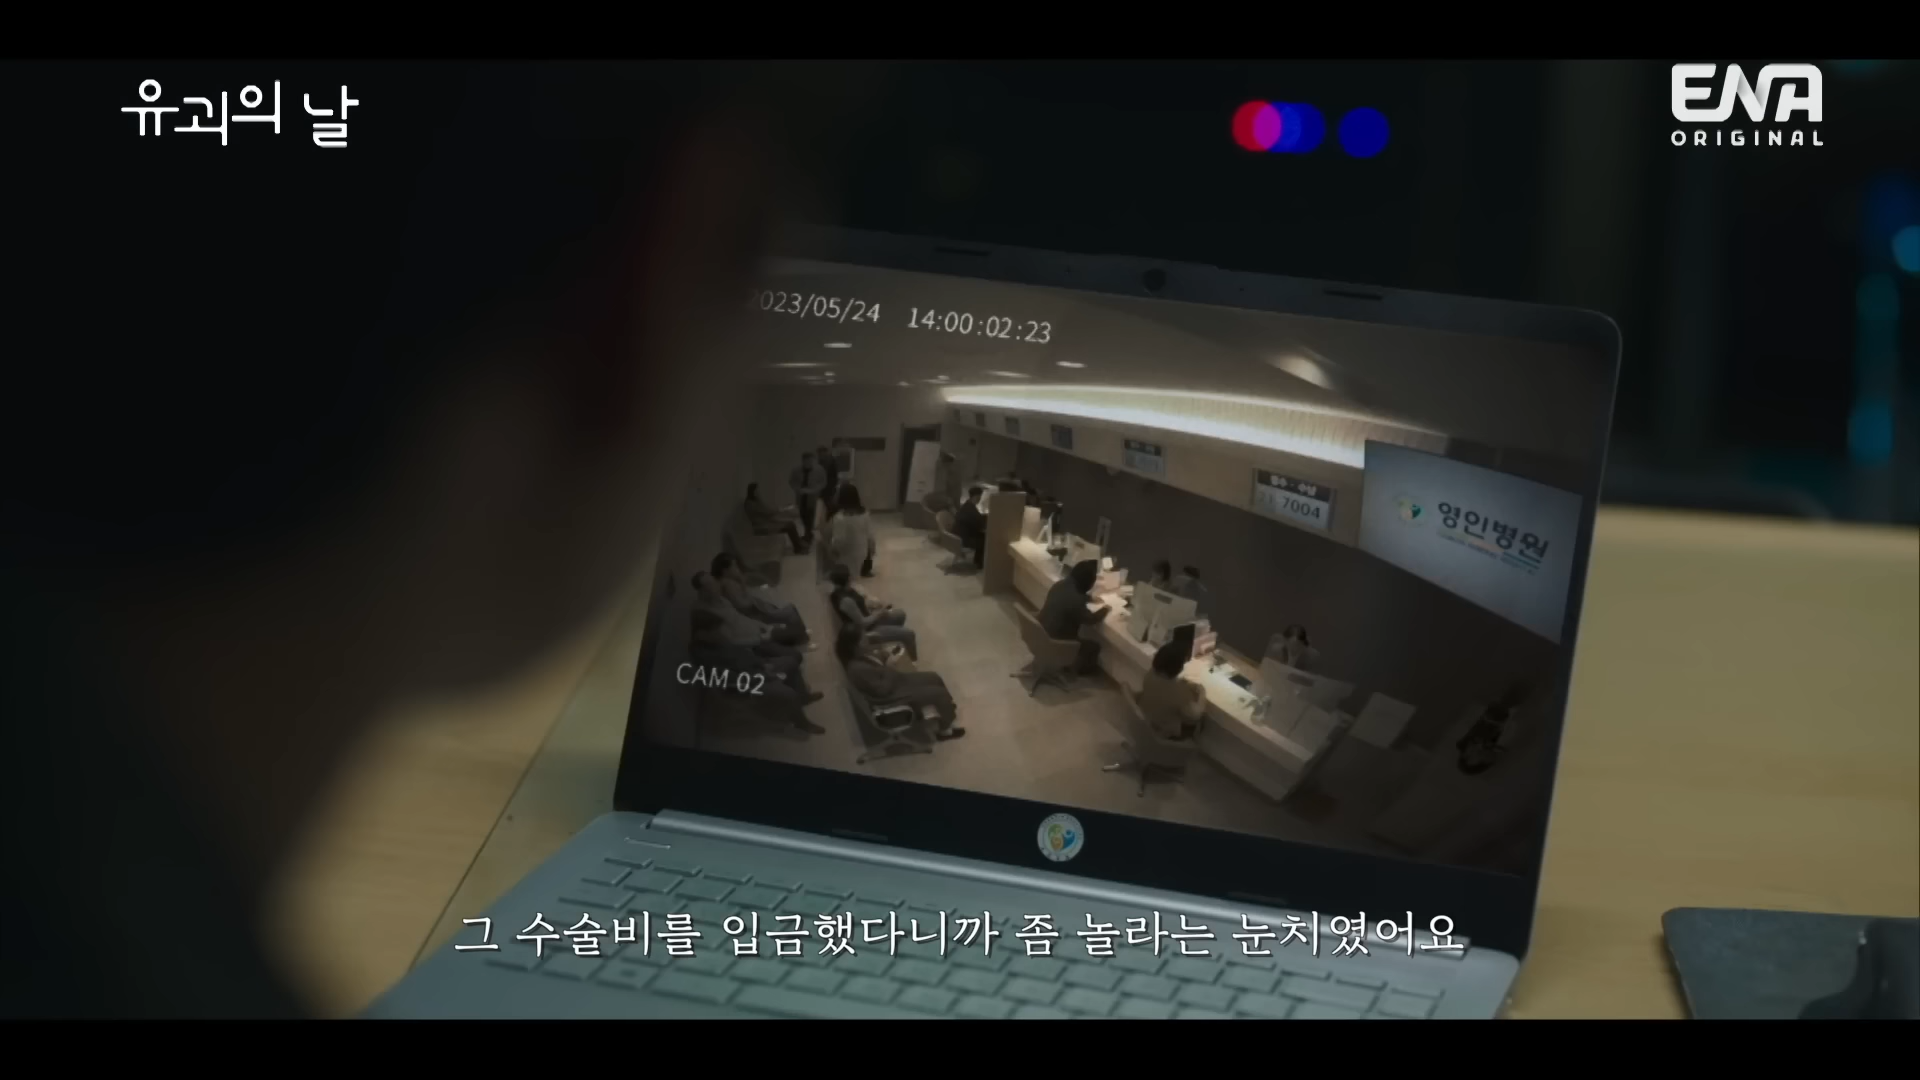 유괴의 날
ENA
ORIGINAL
2023/05/24 14:00:02:23
7004
영인병원
CAM 02
그 수술비를 입금했다니까 좀 놀라는 눈치였어요